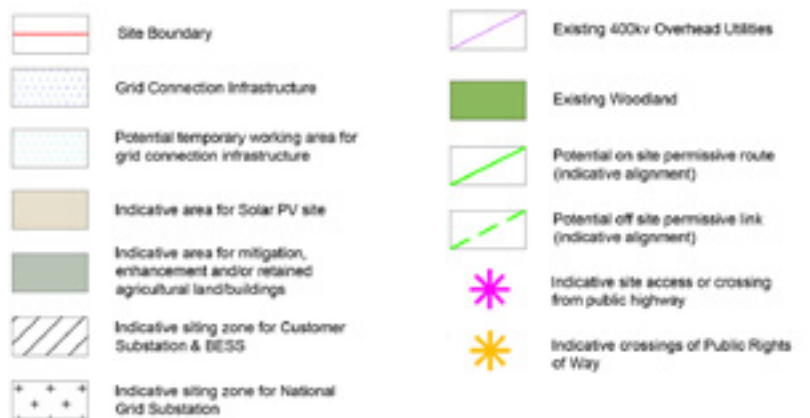 Site Boundary
Grid Connection Infrastructure
Potential temporary working area for
grid connection infrastructure
Indicative area for Solar PV site
Indicative area for mitigation,
enhancement and/or retained
agricultural land/buildings
Indicative siting zone for Customer
Substation & BESS
Indicative siting zone for National
Grid Substation
Existing 400kv Overhead Utilities
Existing Woodland
Potential on site permissive route
(indicative alignment)
Potential off site permissive link
(indicative alignment)
Indicative site access or crossing
from public highway
Indicative crossings of Public Rights
of Way